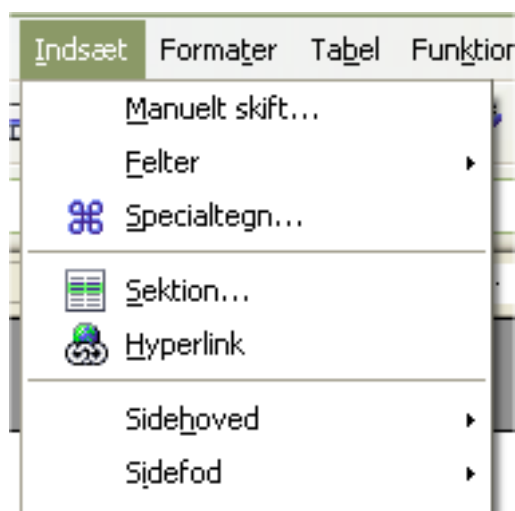 Indsæt Formater Tabel Funktion
Manuelt skift...
Felter
Specialtegn...
Sektion...
Hyperlink
Sidehoved
Sidefod